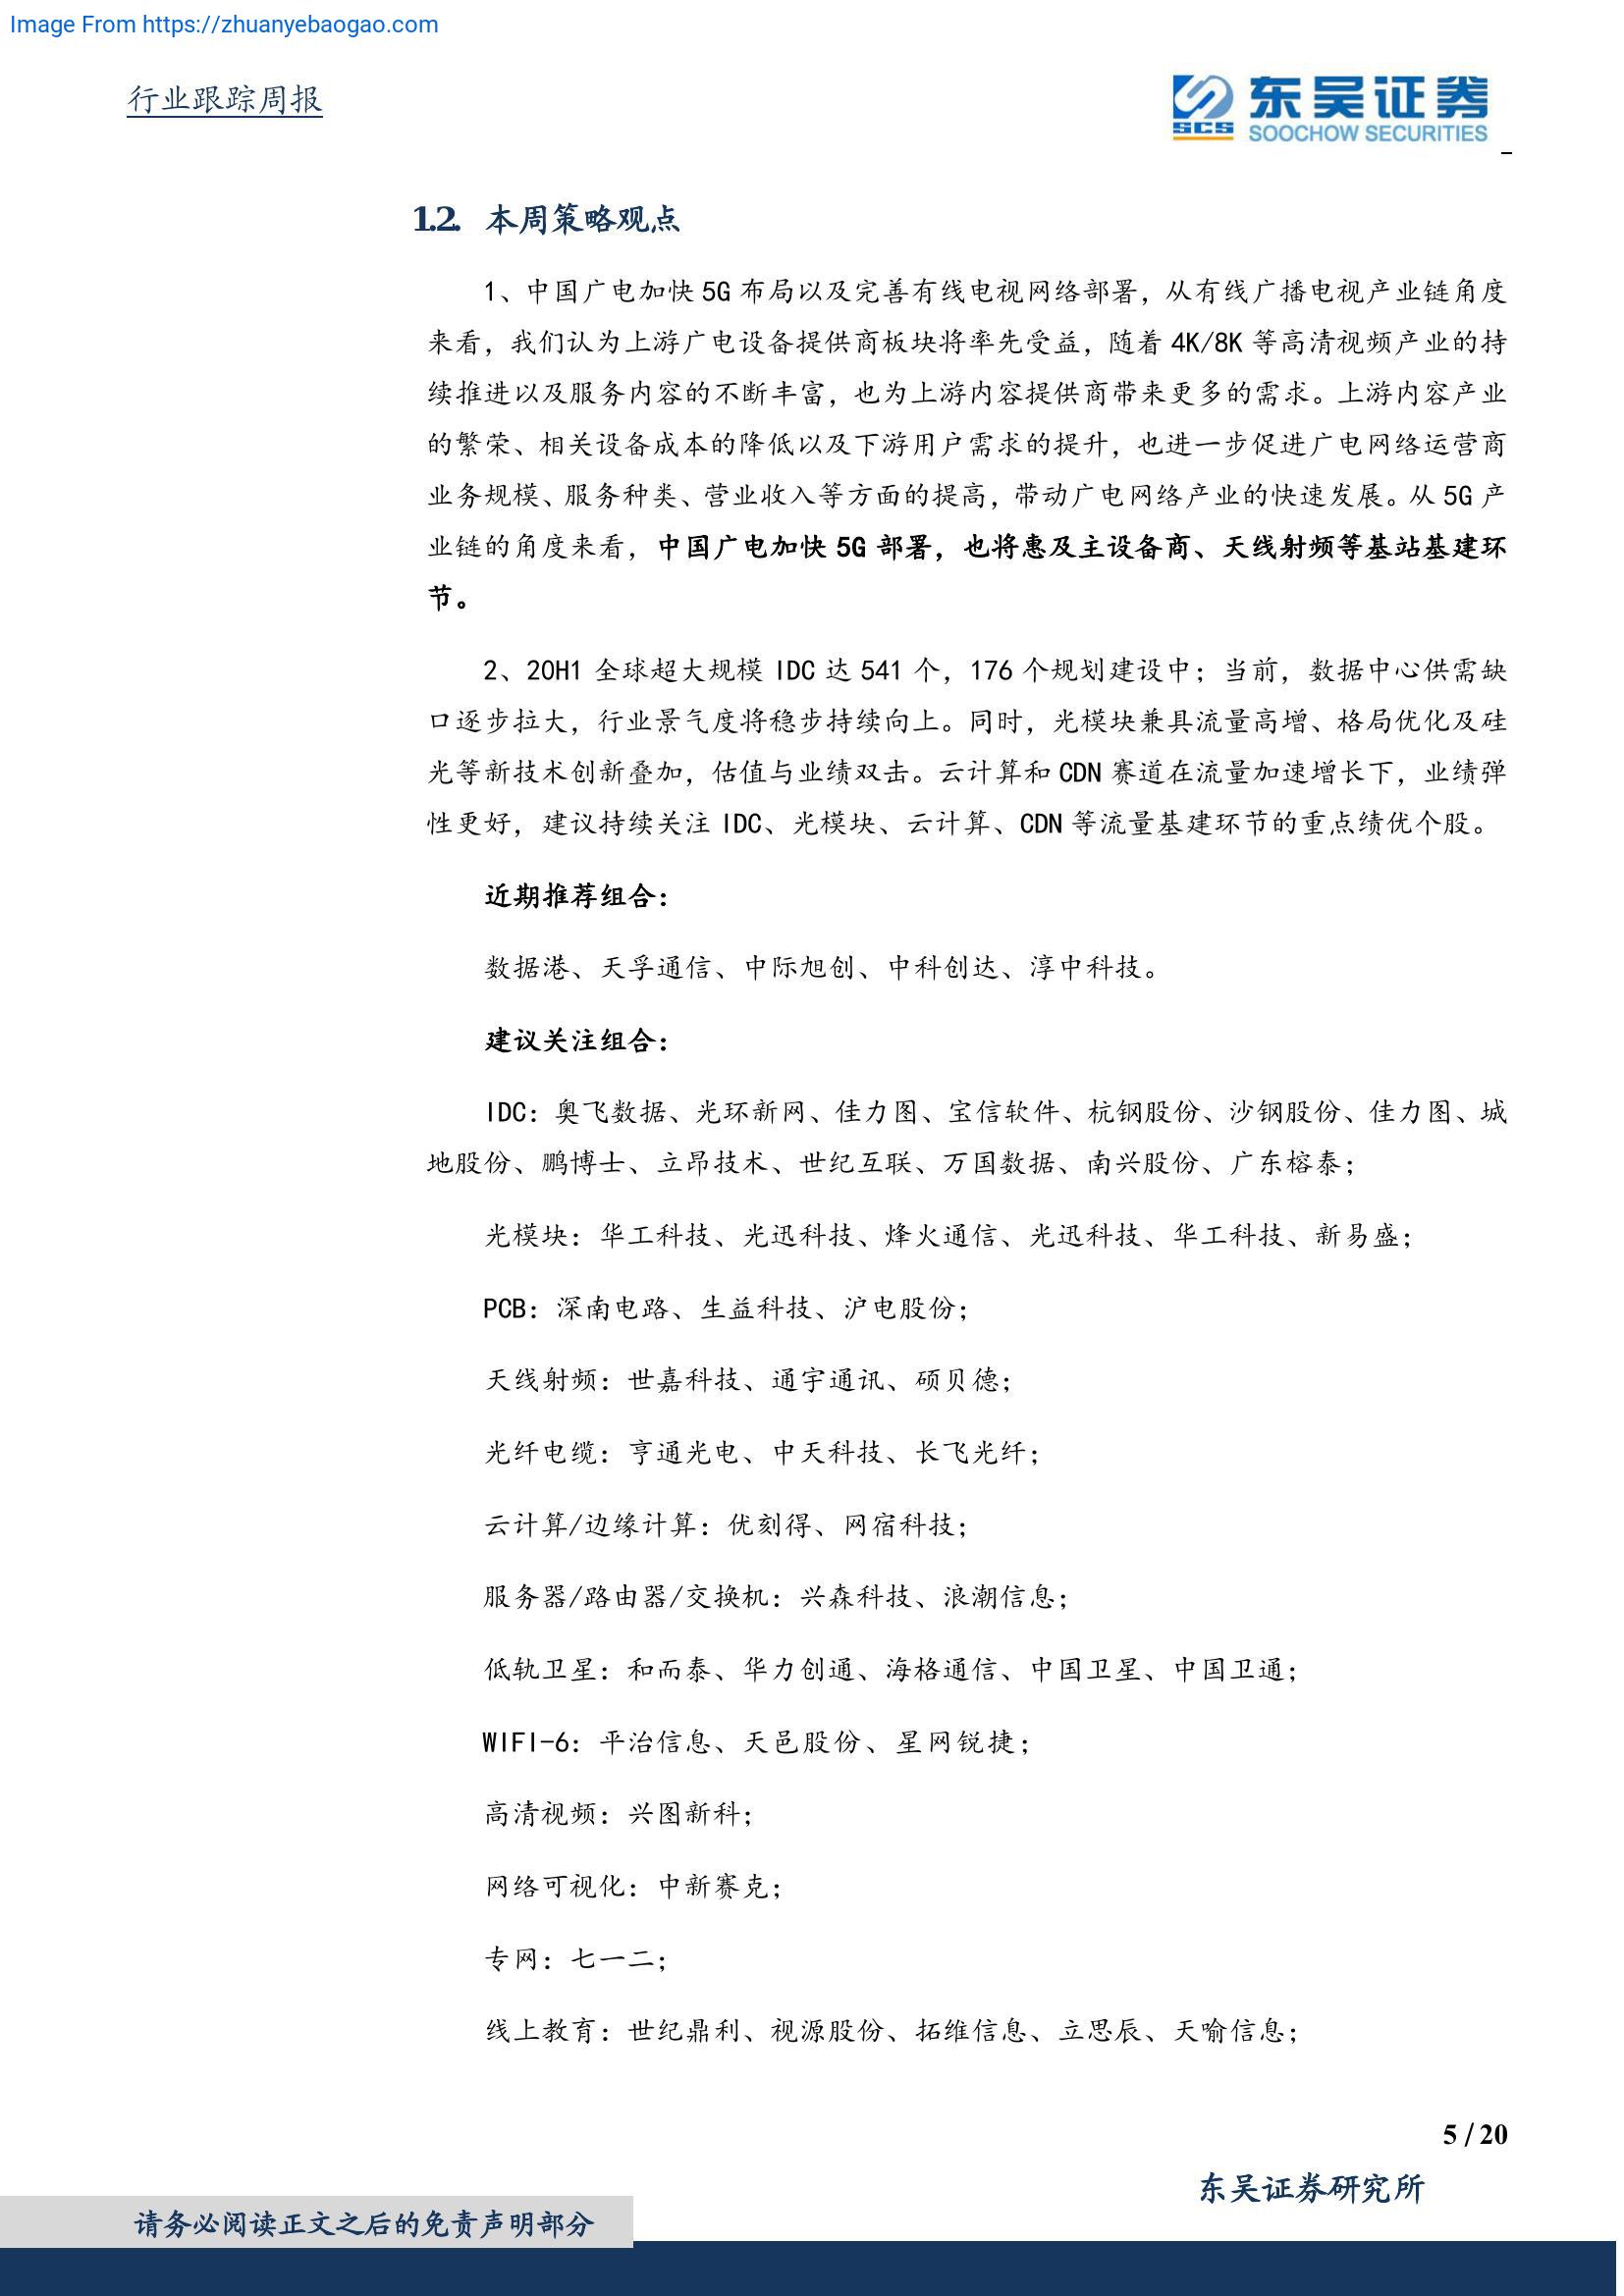 Image From https://zhuanyebaogao.com
行业跟踪周报
东吴证券
SCS
SOOCHOW SECURITIES
1.2. 本周策略观点
1、中国广电加快 5G 布局以及完善有线电视网络部署，从有线广播电视产业链角度
来看，我们认为上游广电设备提供商板块将率先受益，随着 4K/8K 等高清视频产业的持
续推进以及服务内容的不断丰富，也为上游内容提供商带来更多的需求。上游内容产业
的繁荣、相关设备成本的降低以及下游用户需求的提升，也进一步促进广电网络运营商
业务规模、服务种类、营业收入等方面的提高，带动广电网络产业的快速发展。从 5G 产
业链的角度来看，中国广电加快 5G 部署，也将惠及主设备商、天线射频等基站基建环
节。
2、20H1 全球超大规模 IDC 达 541 个，176 个规划建设中；当前，数据中心供需缺
口逐步拉大，行业景气度将稳步持续向上。同时，光模块兼具流量高增、格局优化及硅
光等新技术创新叠加，估值与业绩双击。云计算和 CDN 赛道在流量加速增长下，业绩弹
性更好，建议持续关注 IDC、光模块、云计算、CDN 等流量基建环节的重点绩优个股。
近期推荐组合：
数据港、天孚通信、中际旭创、中科创达、淳中科技。
建议关注组合：
IDC：奥飞数据、光环新网、佳力图、宝信软件、杭钢股份、沙钢股份、佳力图、城
地股份、鹏博士、立昂技术、世纪互联、万国数据、南兴股份、广东榕泰；
光模块：华工科技、光迅科技、烽火通信、光迅科技、华工科技、新易盛；
PCB：深南电路、生益科技、沪电股份；
天线射频：世嘉科技、通宇通讯、硕贝德；
光纤电缆：亨通光电、中天科技、长飞光纤；
云计算/边缘计算：优刻得、网宿科技；
服务器/路由器/交换机：兴森科技、浪潮信息；
低轨卫星：和而泰、华力创通、海格通信、中国卫星、中国卫通；
WIFI-6：平治信息、天邑股份、星网锐捷；
高清视频：兴图新科；
网络可视化：中新赛克；
专网：七一二；
线上教育：世纪鼎利、视源股份、拓维信息、立思辰、天喻信息；
5 / 20
东吴证券研究所
请务必阅读正文之后的免责声明部分